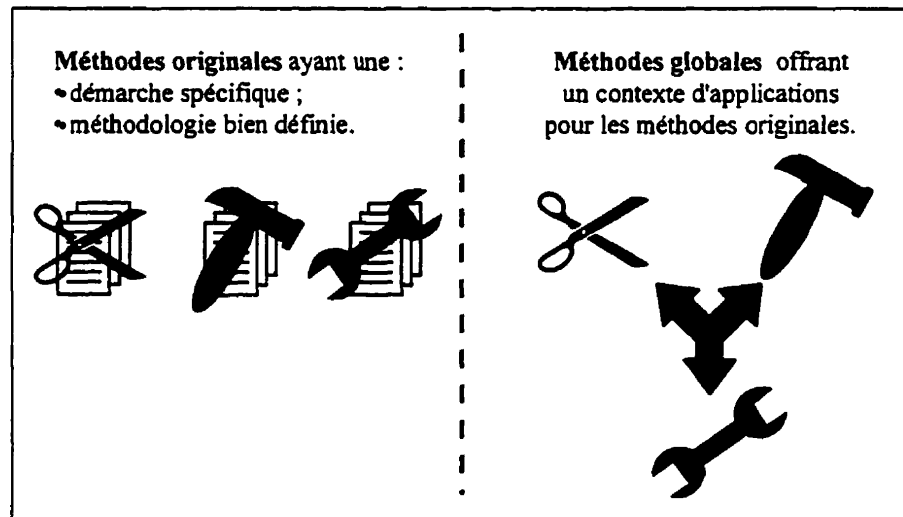 Méthodes originales ayant une :
•démarche spécifique ;
•méthodologie bien définie.
Méthodes globales offrant
un contexte d'applications
pour les méthodes originales.